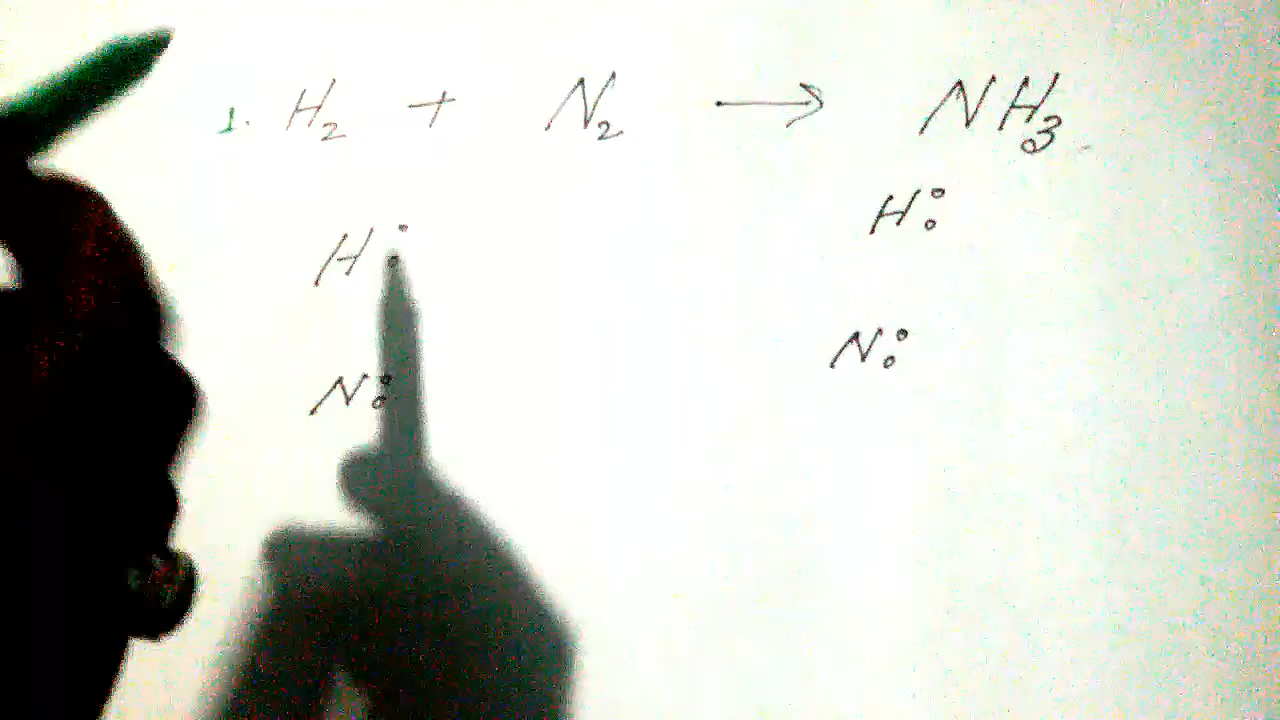 1. H₂ + N₂ → NH₃
H: H:
N: N: